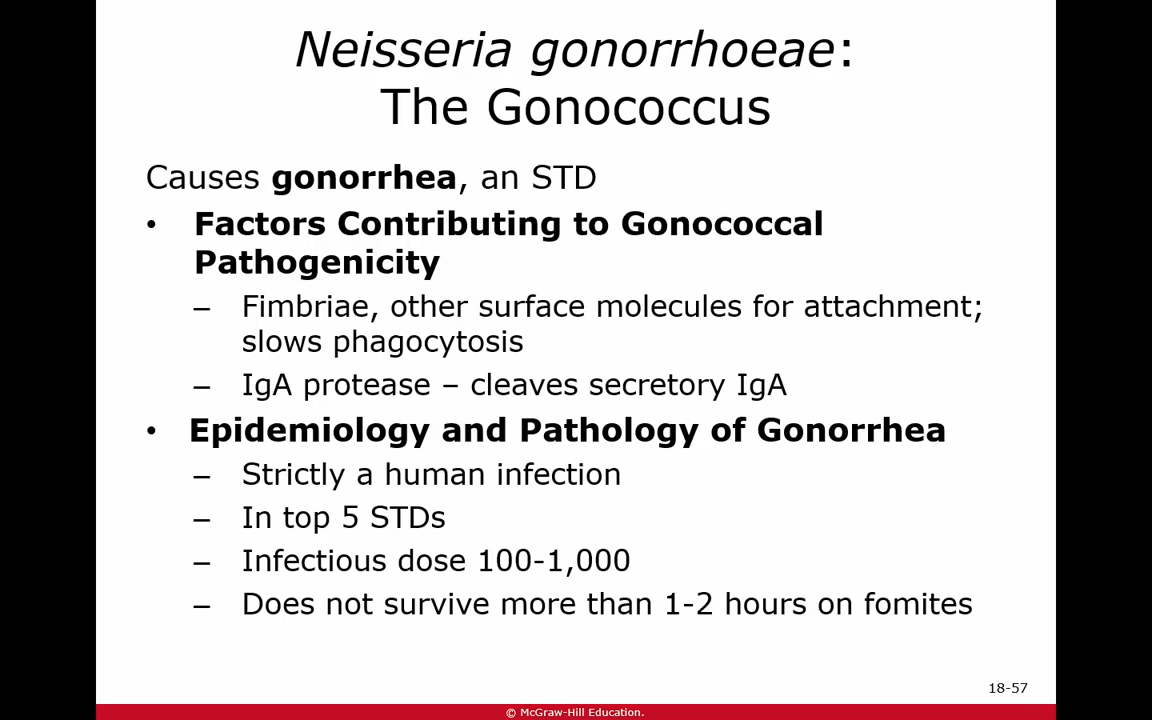 Neisseria gonorrhoeae:
The Gonococcus
Causes gonorrhea, an STD
• Factors Contributing to Gonococcal
Pathogenicity
– Fimbriae, other surface molecules for attachment;
slows phagocytosis
– IgA protease – cleaves secretory IgA
• Epidemiology and Pathology of Gonorrhea
– Strictly a human infection
– In top 5 STDs
– Infectious dose 100-1,000
– Does not survive more than 1-2 hours on fomites
18-57
© McGraw-Hill Education.